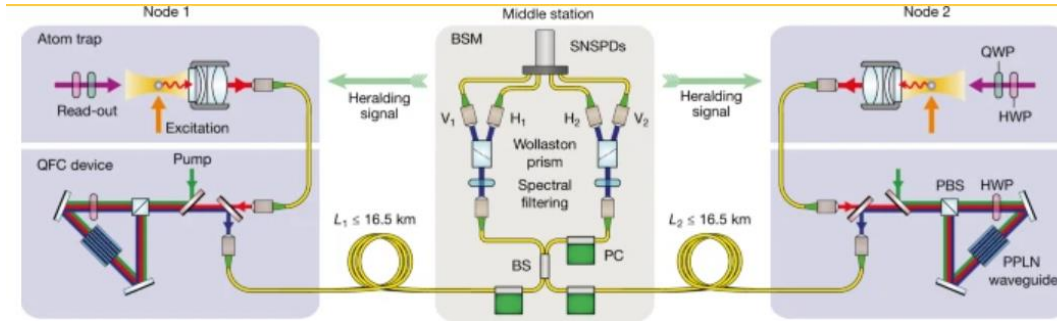 Node 1
Middle station
Node 2
Atom trap
BSM
SNSPDs
QWP
Read-out
Heralding
signal
Heralding
signal
HWP
Excitation
V1
H1
H2
V2
Wollaston
prism
QFC device
Pump
Spectral
filtering
PBS
HWP
L1 ≤ 16.5 km
L2 ≤ 16.5 km
BS
PC
PPLN
waveguide